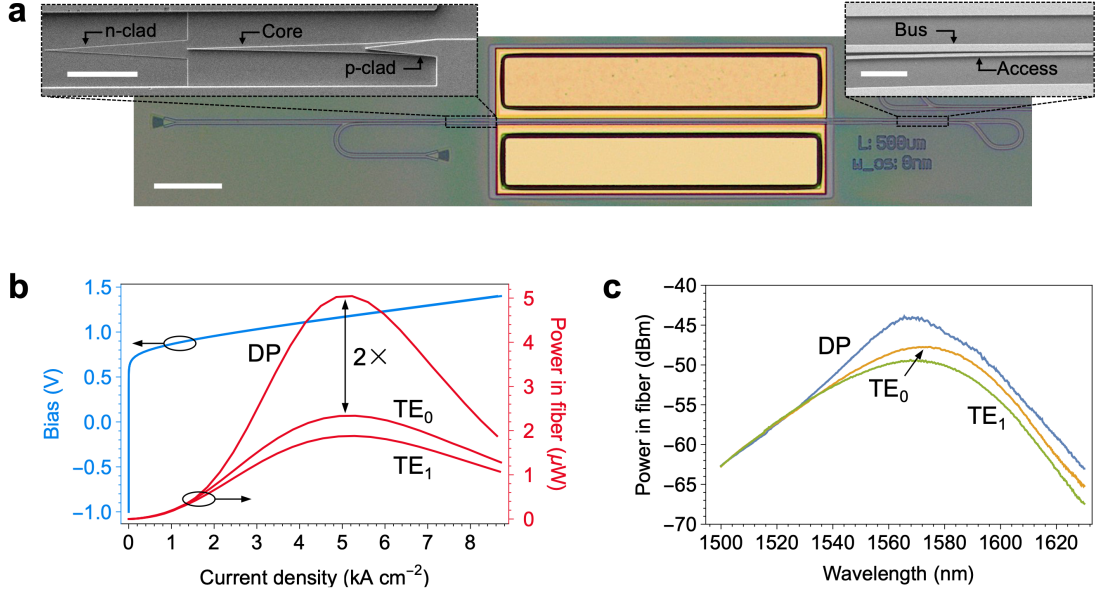 a
n-clad
Core
p-clad
Bus
Access
L:500um
w_os:0nm
b
1.5
1.0
0.5
0.0
−0.5
−1.0
Bias (V)
0 1 2 3 4 5 6 7 8
Current density (kA cm−2)
5
4
3
2
1
0
Power in fiber (μW)
DP
2×
TE0
TE1
c
−40
−45
−50
−55
−60
−65
−70
Power in fiber (dBm)
1500 1520 1540 1560 1580 1600 1620
Wavelength (nm)
DP
TE0
TE1